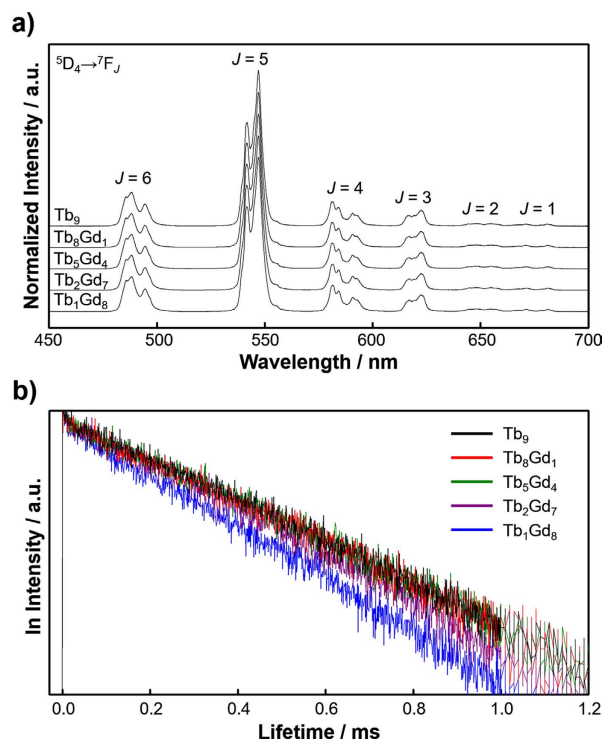 a)
⁵D₄→⁷F_J
J = 6
J = 5
J = 4
J = 3
J = 2
J = 1
Tb₉
Tb₈Gd₁
Tb₅Gd₄
Tb₂Gd₇
Tb₁Gd₈
Normalized Intensity / a.u.
450 500 550 600 650 700
Wavelength / nm
b)
Tb₉
Tb₈Gd₁
Tb₅Gd₄
Tb₂Gd₇
Tb₁Gd₈
ln Intensity / a.u.
0.0 0.2 0.4 0.6 0.8 1.0 1.2
Lifetime / ms